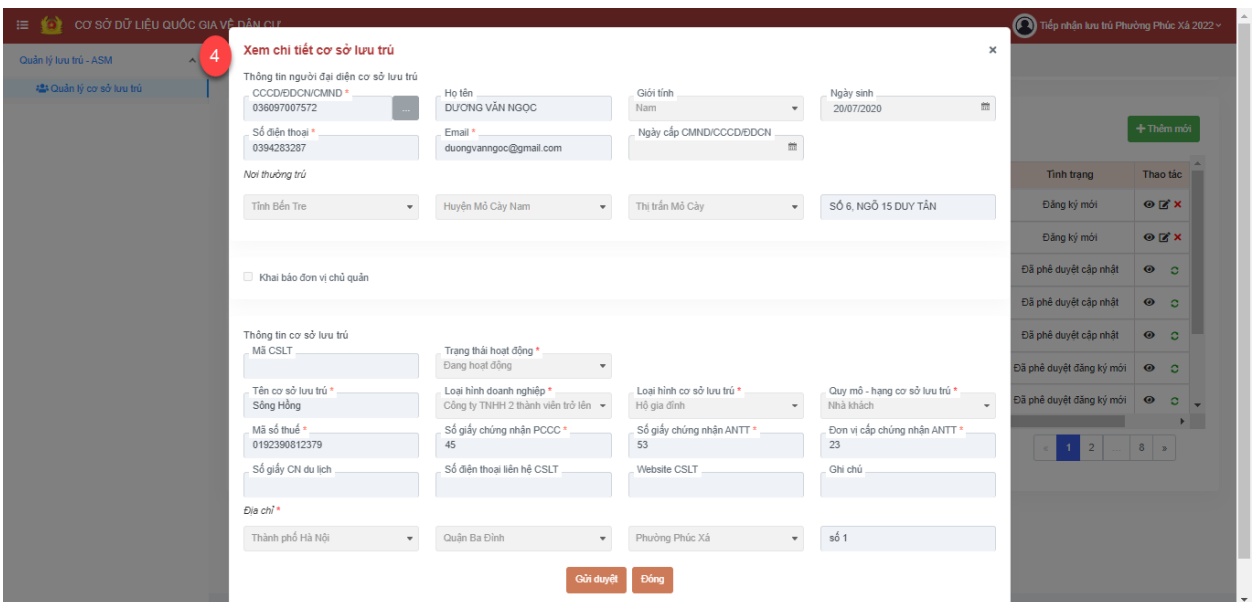 CƠ SỞ DỮ LIỆU QUỐC GIA VỀ DÂN CƯ
Tiếp nhận lưu trú Phường Phúc Xá 2022
Quản lý lưu trú - ASM
Quản lý cơ sở lưu trú
4
Xem chi tiết cơ sở lưu trú
×
Thông tin người đại diện cơ sở lưu trú
CCCD/ĐDCN/CMND * Họ tên Giới tính Ngày sinh
036097007572 ... DƯƠNG VĂN NGỌC Nam 20/07/2020
Số điện thoại * Email * Ngày cấp CMND/CCCD/ĐDCN
0394283287 duongvanngoc@gmail.com
Nơi thường trú
Tỉnh Bến Tre Huyện Mỏ Cày Nam Thị trấn Mỏ Cày SỐ 6, NGÕ 15 DUY TÂN
Khai báo đơn vị chủ quản
Thông tin cơ sở lưu trú
Mã CSLT Trạng thái hoạt động *
Đang hoạt động
Tên cơ sở lưu trú * Loại hình doanh nghiệp * Loại hình cơ sở lưu trú * Quy mô - hạng cơ sở lưu trú *
Sông Hồng Công ty TNHH 2 thành viên trở lên Hộ gia đình Nhà khách
Mã số thuế * Số giấy chứng nhận PCCC * Số giấy chứng nhận ANTT * Đơn vị cấp chứng nhận ANTT *
0192390812379 45 53 23
Số giấy CN du lịch Số điện thoại liên hệ CSLT Website CSLT Ghi chú
Địa chỉ *
Thành phố Hà Nội Quận Ba Đình Phường Phúc Xá số 1
Gửi duyệt Đóng
+ Thêm mới
Tình trạng Thao tác
Đăng ký mới
Đăng ký mới
Đã phê duyệt cập nhật
Đã phê duyệt cập nhật
Đã phê duyệt cập nhật
Đã phê duyệt đăng ký mới
Đã phê duyệt đăng ký mới
« 1 2 ... 8 »